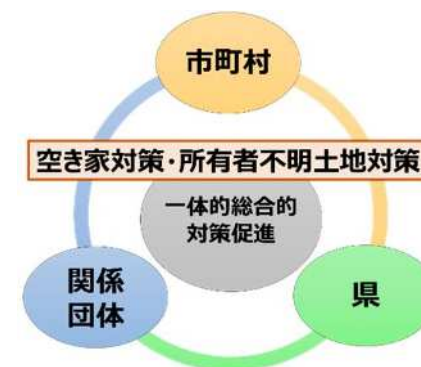 市町村
空き家対策・所有者不明土地対策
一体的総合的
対策促進
関係
団体
県